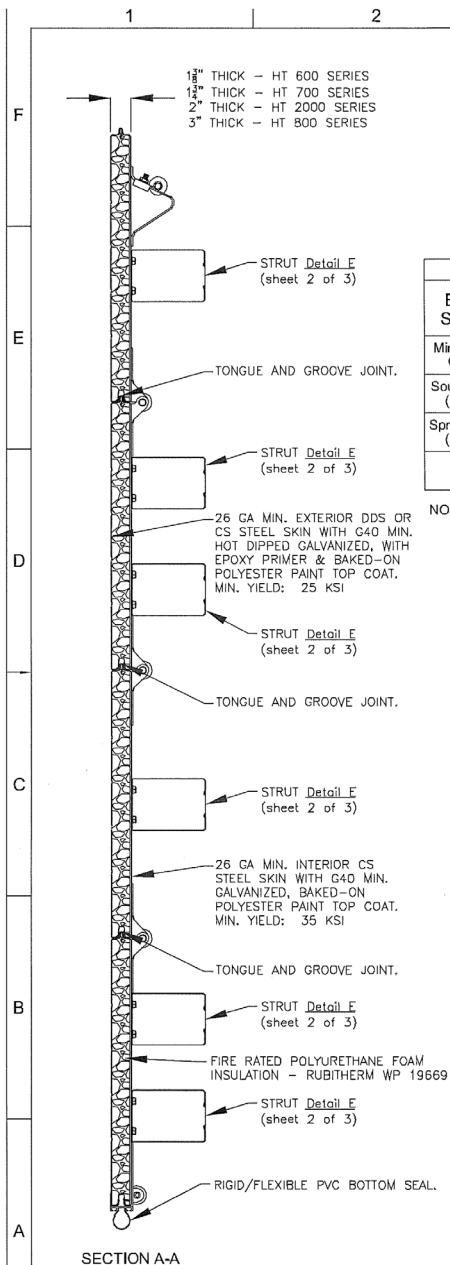 1 2
F
1⅜" THICK - HT 600 SERIES
1¾" THICK - HT 700 SERIES
2" THICK - HT 2000 SERIES
3" THICK - HT 800 SERIES
STRUT Detail E
(sheet 2 of 3)
E
TONGUE AND GROOVE JOINT.
STRUT Detail E
(sheet 2 of 3)
D
26 GA MIN. EXTERIOR DDS OR
CS STEEL SKIN WITH G40 MIN.
HOT DIPPED GALVANIZED, WITH
EPOXY PRIMER & BAKED-ON
POLYESTER PAINT TOP COAT.
MIN. YIELD: 25 KSI
STRUT Detail E
(sheet 2 of 3)
TONGUE AND GROOVE JOINT.
C
STRUT Detail E
(sheet 2 of 3)
26 GA MIN. INTERIOR CS
STEEL SKIN WITH G40 MIN.
GALVANIZED, BAKED-ON
POLYESTER PAINT TOP COAT.
MIN. YIELD: 35 KSI
TONGUE AND GROOVE JOINT.
B
STRUT Detail E
(sheet 2 of 3)
FIRE RATED POLYURETHANE FOAM
INSULATION - RUBITHERM WP 19669
STRUT Detail E
(sheet 2 of 3)
RIGID/FLEXIBLE PVC BOTTOM SEAL.
A
SECTION A-A